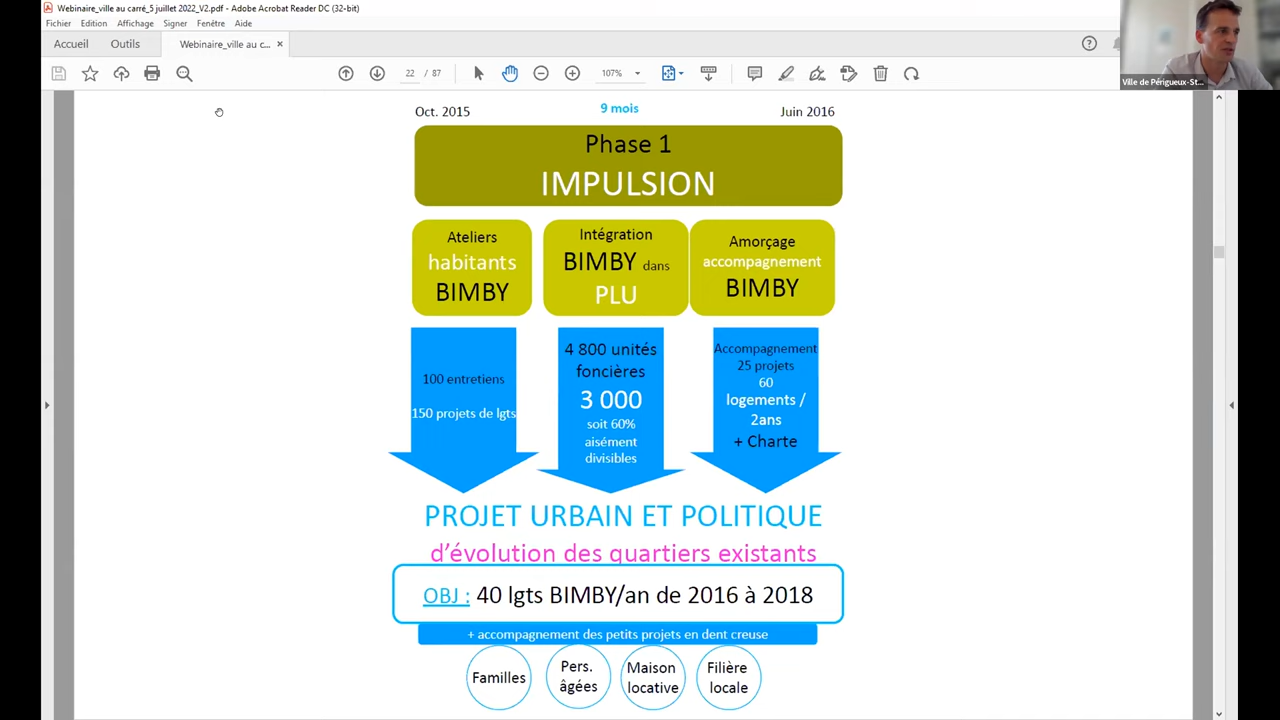 Webinaire_ville au carré_5 juillet 2022_V2.pdf - Adobe Acrobat Reader DC (32-bit)
Fichier Edition Affichage Signer Fenêtre Aide
Accueil Outils Webinaire_ville au c... ×
22 / 87 107%
Ville de Périgueux-St...
Oct. 2015 9 mois Juin 2016
Phase 1
IMPULSION
Ateliers
habitants
BIMBY
Intégration
BIMBY dans
PLU
Amorçage
accompagnement
BIMBY
100 entretiens
150 projets de lgts
4 800 unités
foncières
3 000
soit 60%
aisément
divisibles
Accompagnement
25 projets
60
logements /
2ans
+ Charte
PROJET URBAIN ET POLITIQUE
d’évolution des quartiers existants
OBJ : 40 lgts BIMBY/an de 2016 à 2018
+ accompagnement des petits projets en dent creuse
Familles
Pers.
âgées
Maison
locative
Filière
locale